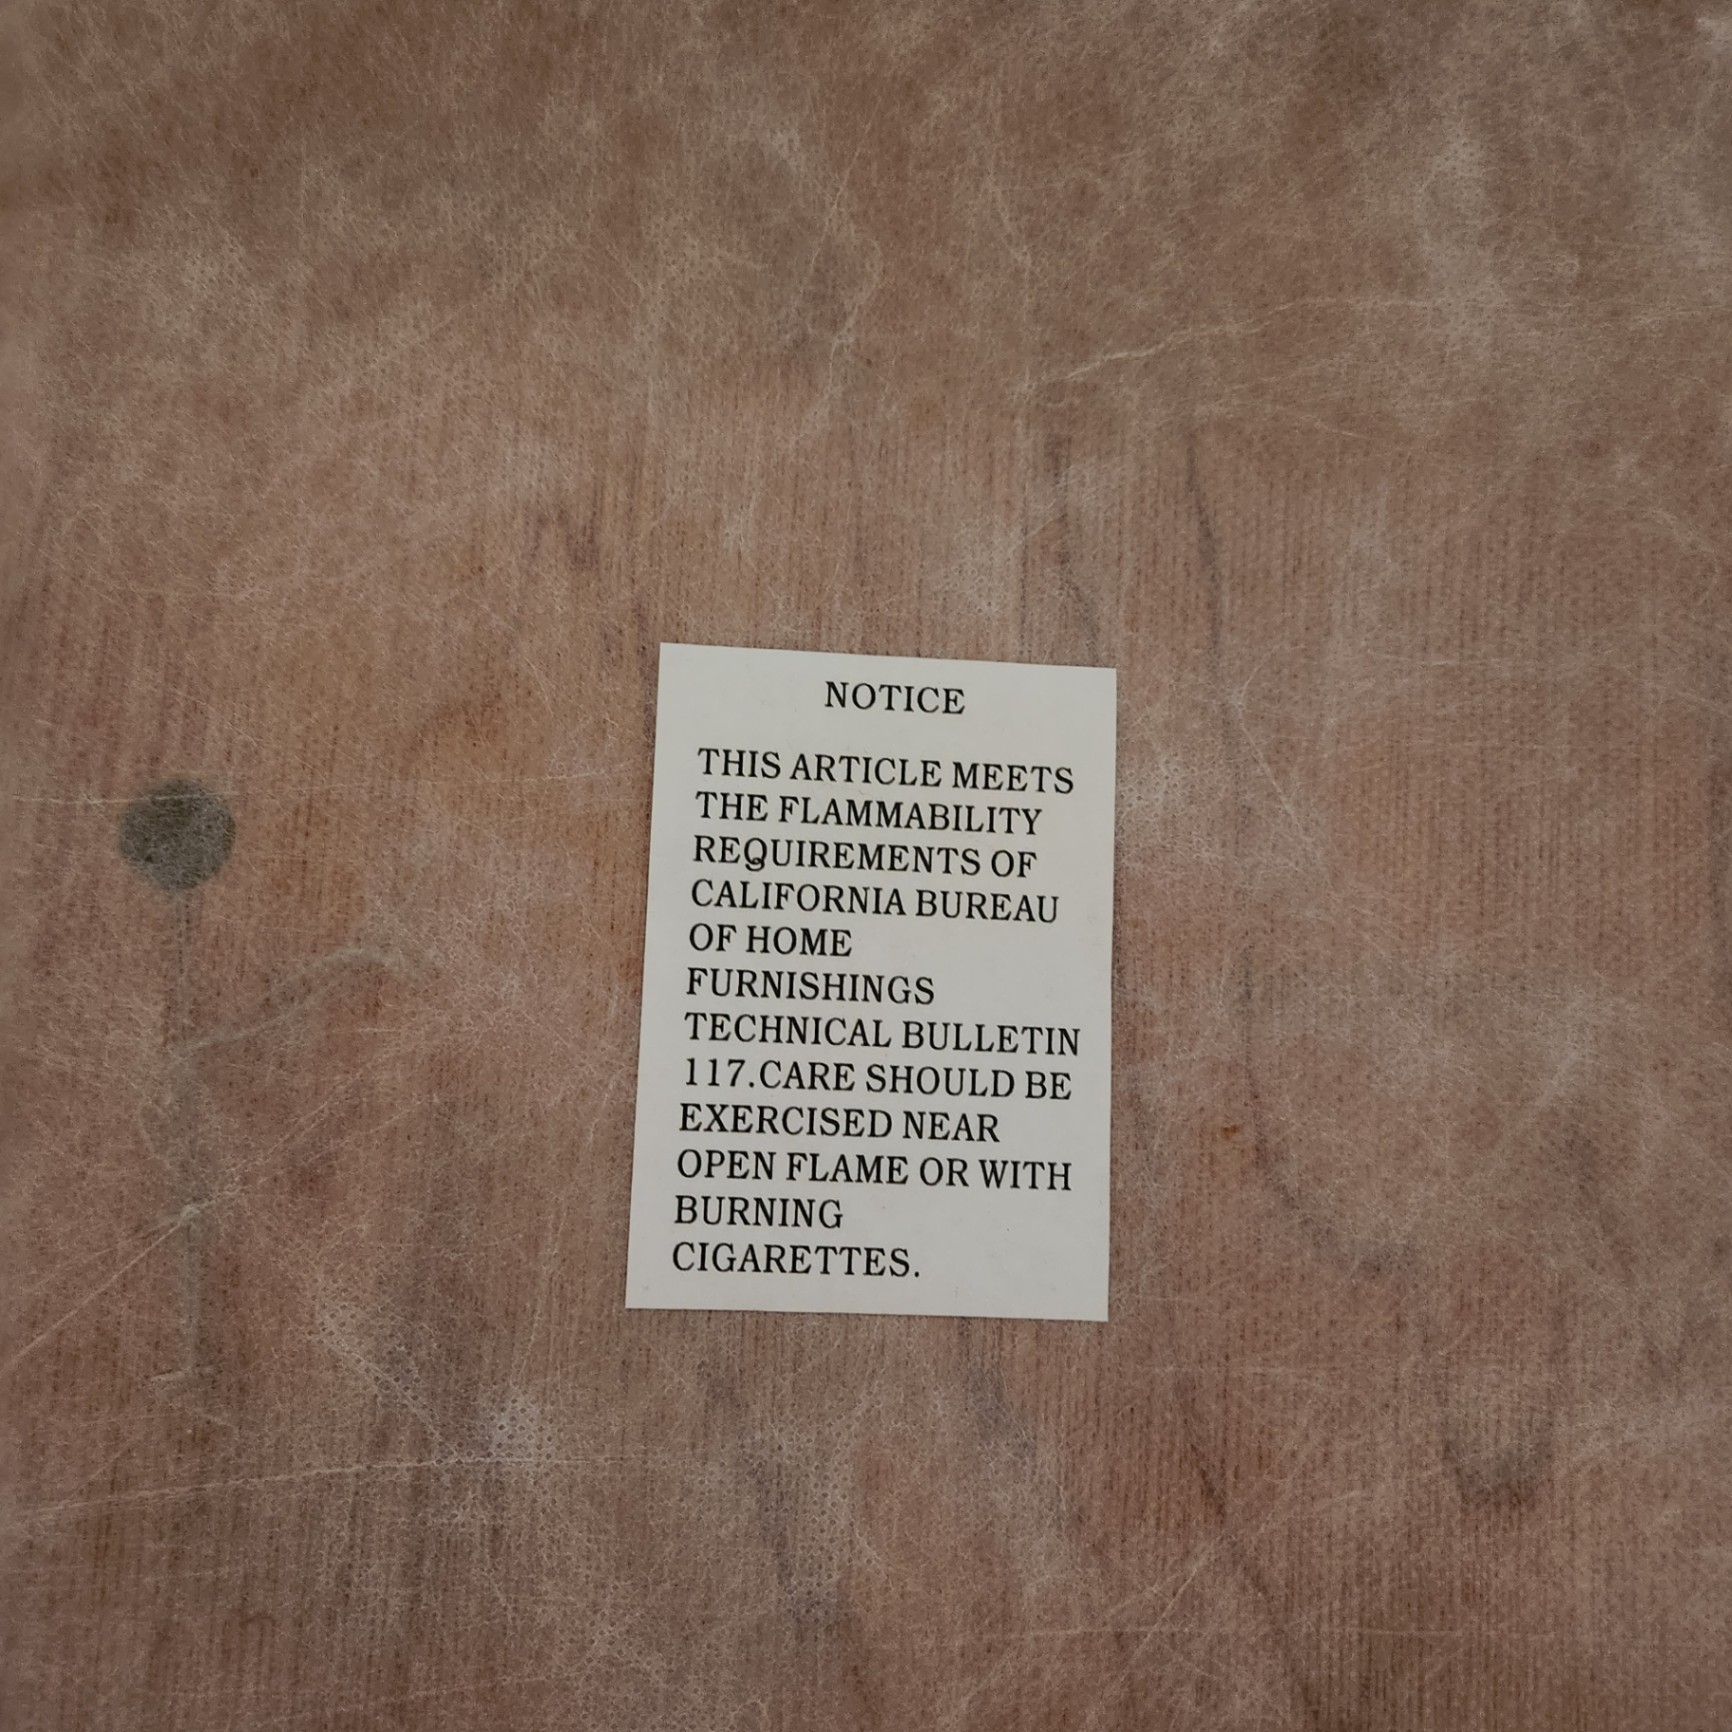 NOTICE
THIS ARTICLE MEETS
THE FLAMMABILITY
REQUIREMENTS OF
CALIFORNIA BUREAU
OF HOME
FURNISHINGS
TECHNICAL BULLETIN
117.CARE SHOULD BE
EXERCISED NEAR
OPEN FLAME OR WITH
BURNING
CIGARETTES.